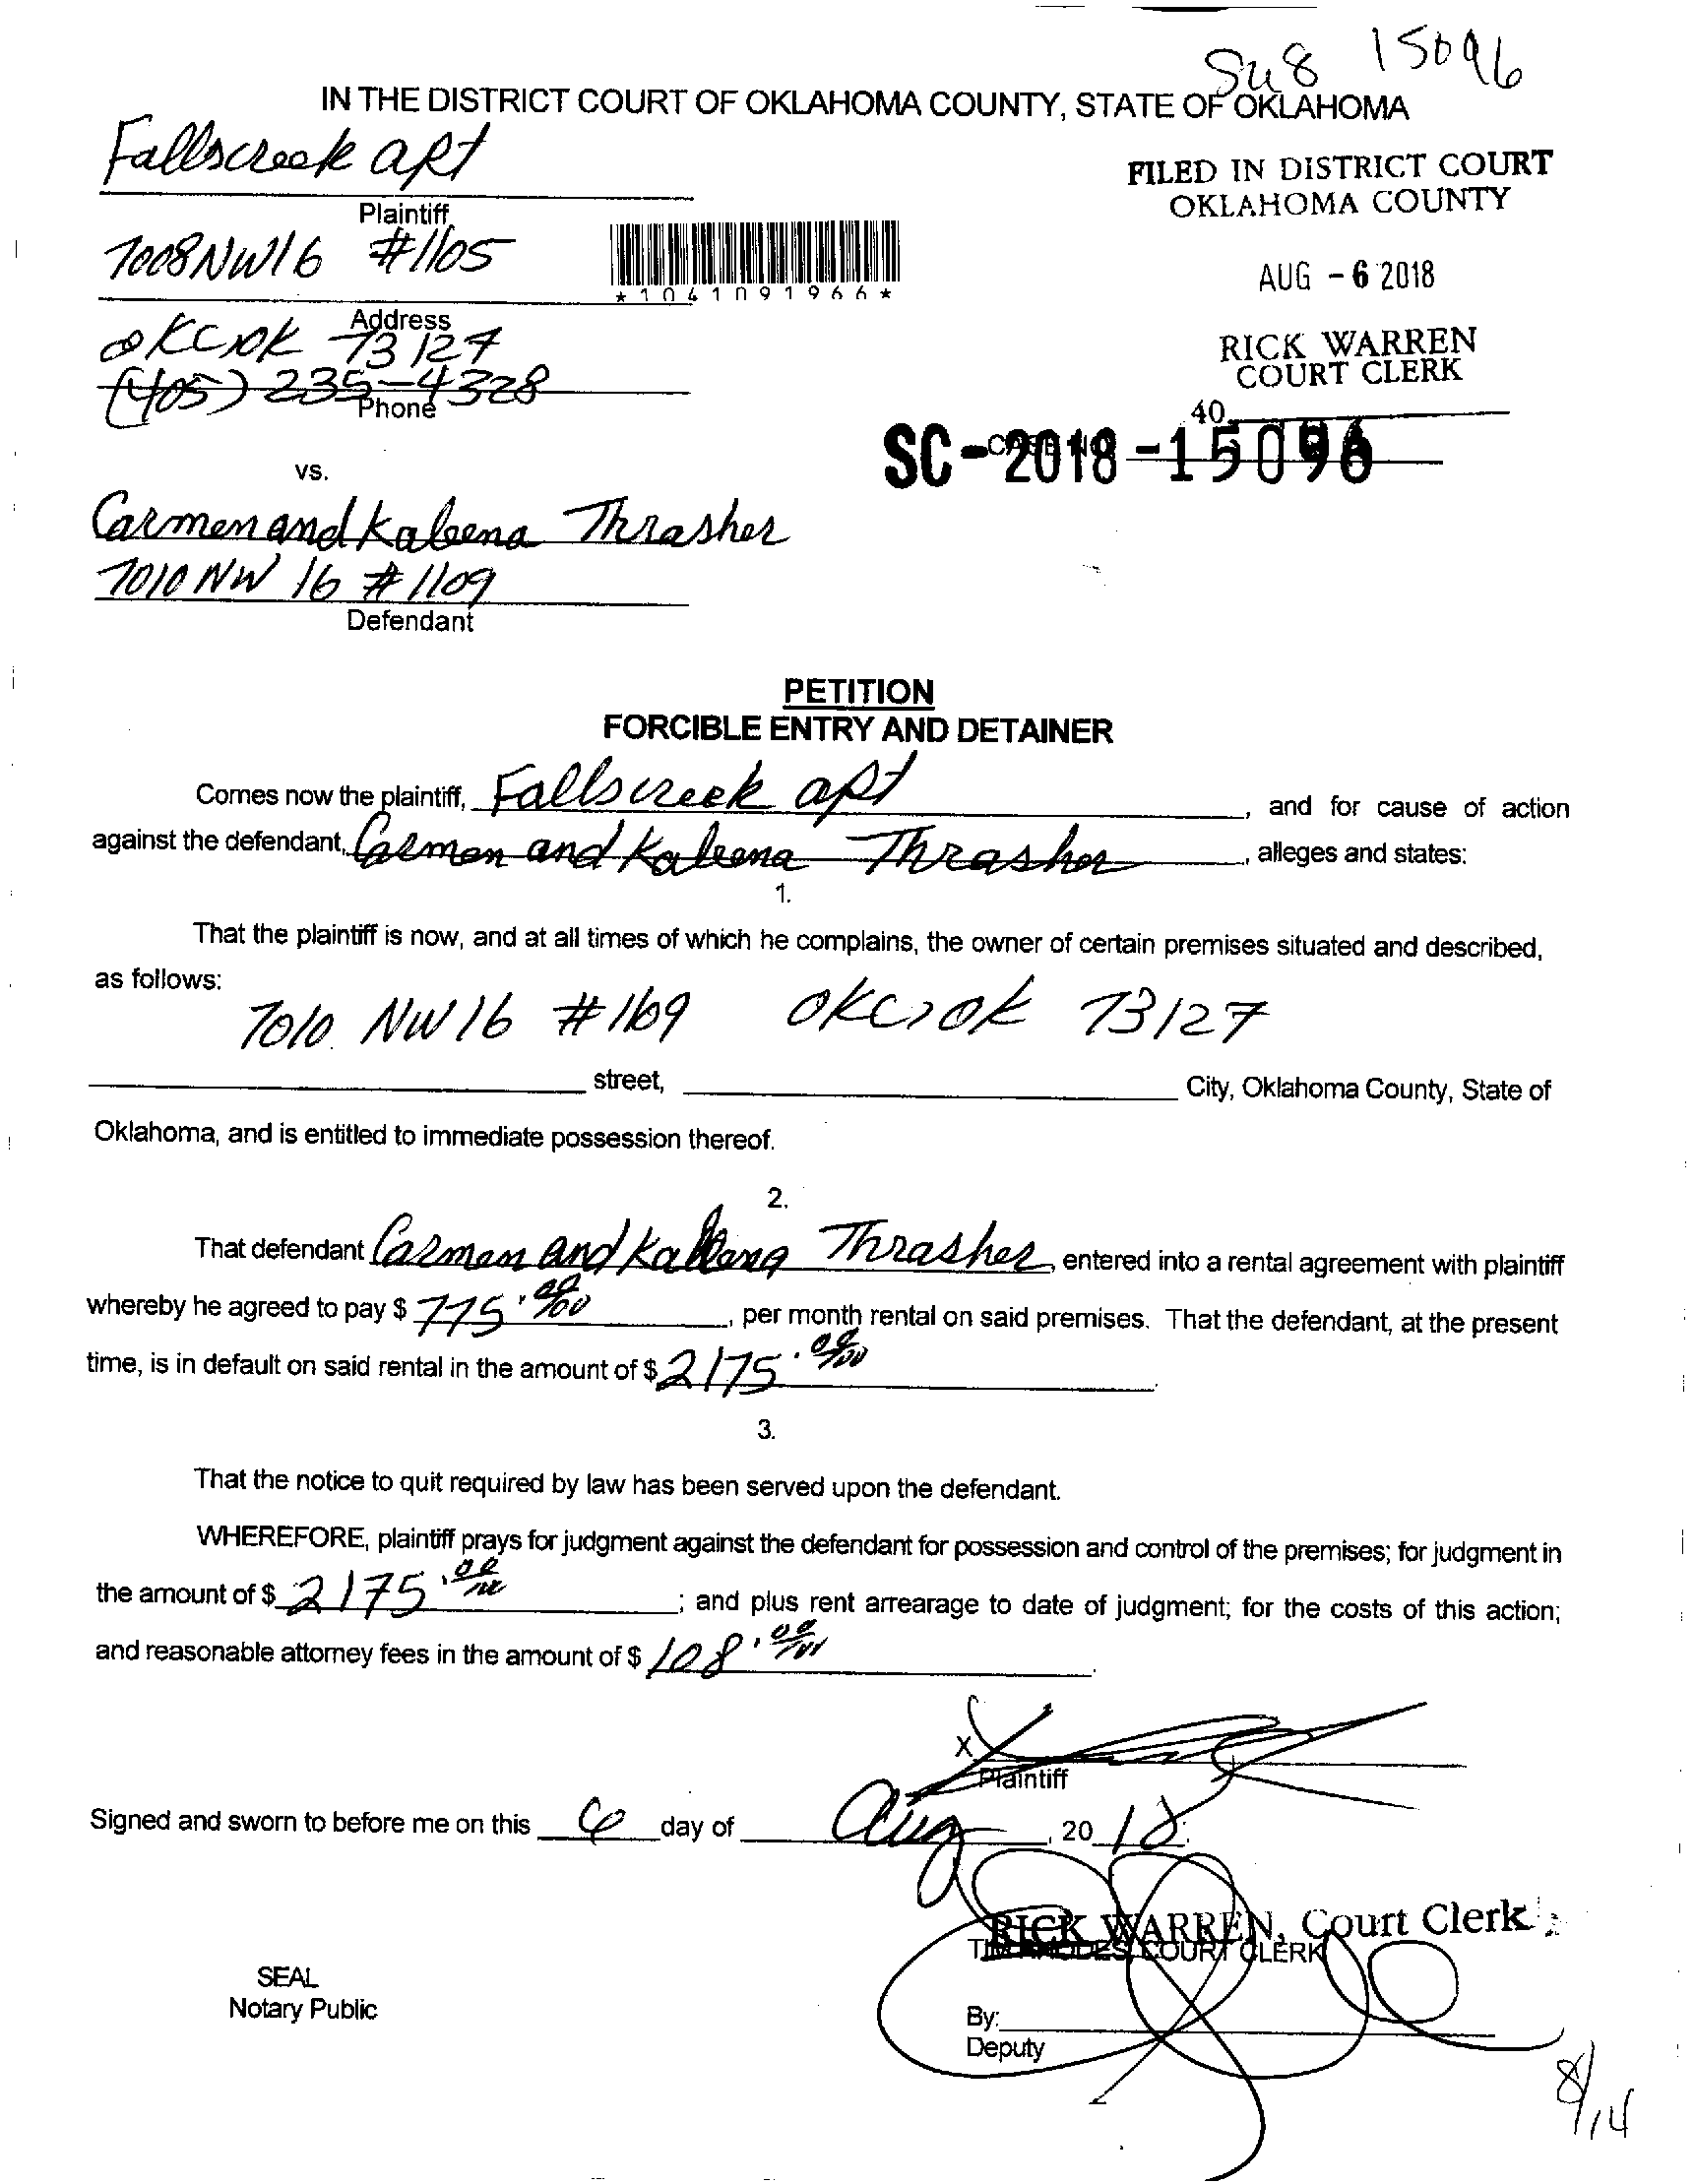 Su8 15096
IN THE DISTRICT COURT OF OKLAHOMA COUNTY, STATE OF OKLAHOMA
Fallscreek apt
FILED IN DISTRICT COURT
OKLAHOMA COUNTY
Plaintiff
7008 NW 16 #1105
*1041091966*
AUG - 6 2018
Address
OKC, OK 73127
RICK WARREN
COURT CLERK
(405) 235-4328
Phone
40
SC-2018-15096
vs.
Carmen and Kaleena Thrasher
7010 NW 16 #1109
Defendant
PETITION
FORCIBLE ENTRY AND DETAINER
Comes now the plaintiff, Fallscreek apt, and for cause of action
against the defendant, Carmen and Kaleena Thrasher, alleges and states:
1.
That the plaintiff is now, and at all times of which he complains, the owner of certain premises situated and described,
as follows:
7010 NW 16 #1109 OKC, OK 73127
street, City, Oklahoma County, State of
Oklahoma, and is entitled to immediate possession thereof.
2.
That defendant Carmen and Kaleena Thrasher entered into a rental agreement with plaintiff
whereby he agreed to pay $ 775.00/00, per month rental on said premises. That the defendant, at the present
time, is in default on said rental in the amount of $ 2175.00/00.
3.
That the notice to quit required by law has been served upon the defendant.
WHEREFORE, plaintiff prays for judgment against the defendant for possession and control of the premises; for judgment in
the amount of $ 2175.00/00; and plus rent arrearage to date of judgment; for the costs of this action;
and reasonable attorney fees in the amount of $ 108.00/00.
X
Plaintiff
Signed and sworn to before me on this 6 day of Aug, 2018.
RICK WARREN, Court Clerk
TIM RHODES, COURT CLERK
SEAL
Notary Public
By:
Deputy
8/14